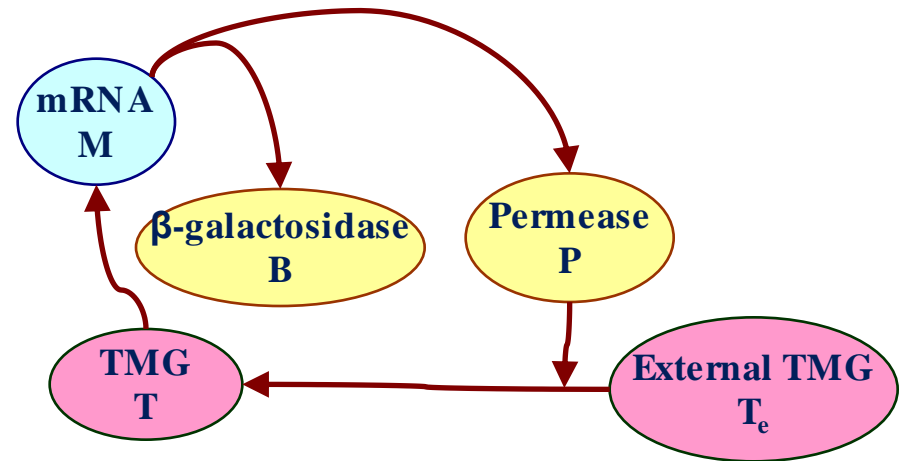 mRNA
M
β-galactosidase
B
Permease
P
TMG
T
External TMG
Te